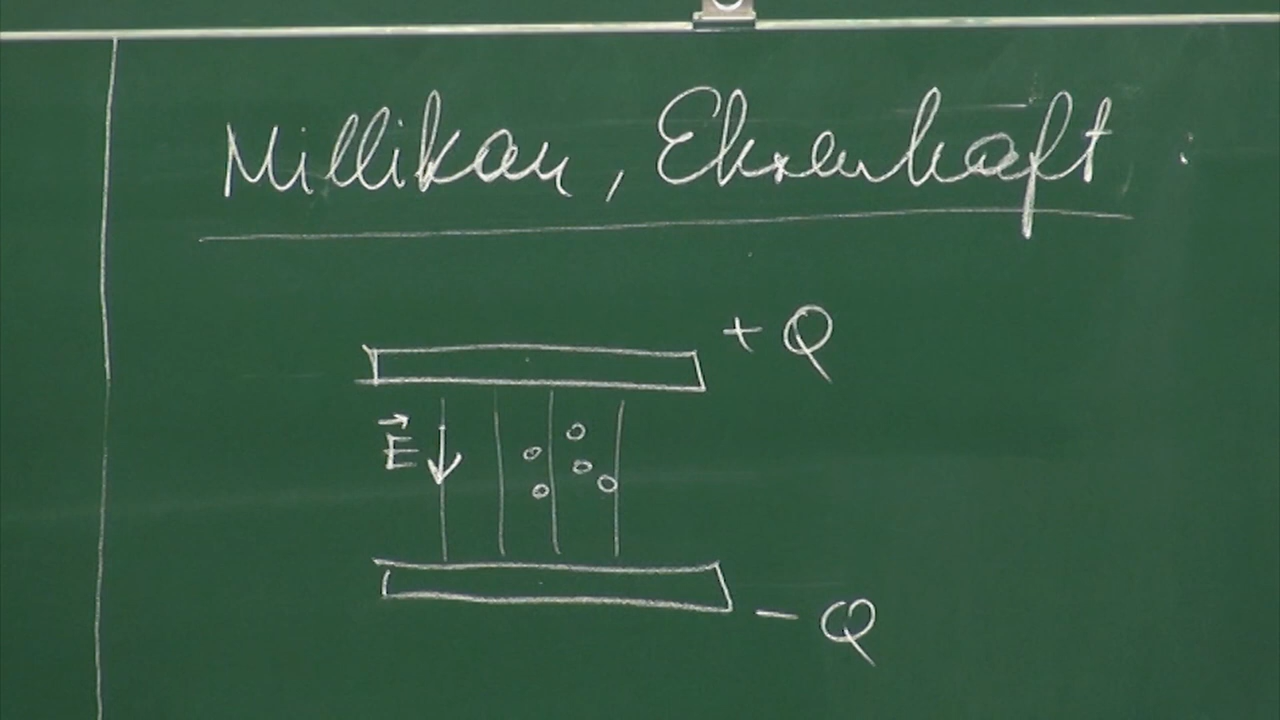 Millikan, Ehrenhaft :
+ Q
E⃗
- Q